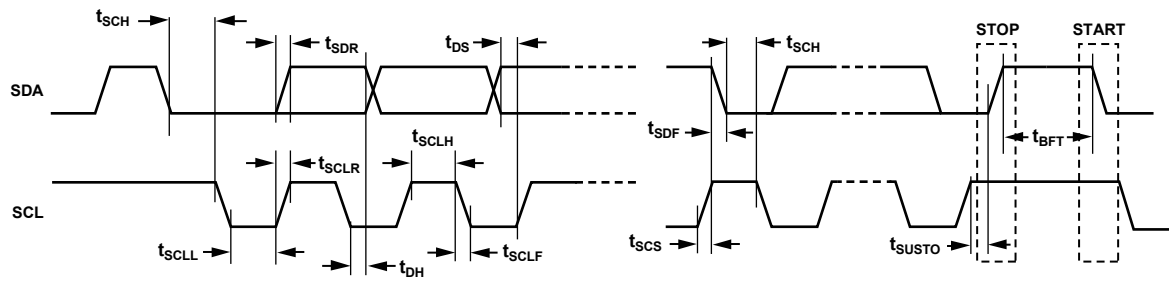 tSCH
tSDR
tDS
tSCH
STOP
START
SDA
tSDF
tBFT
tSCLH
tSCLR
SCL
tSCLL
tDH
tSCLF
tSCS
tSUSTO